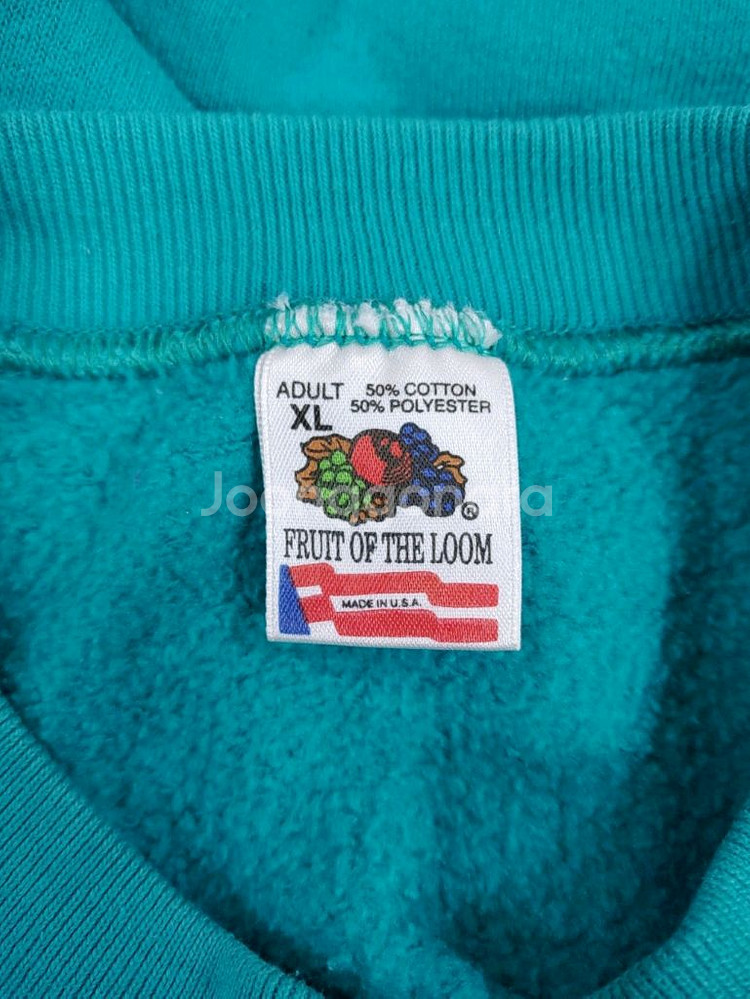 ADULT 50% COTTON
XL 50% POLYESTER
®
FRUIT OF THE LOOM
MADE IN U.S.A.